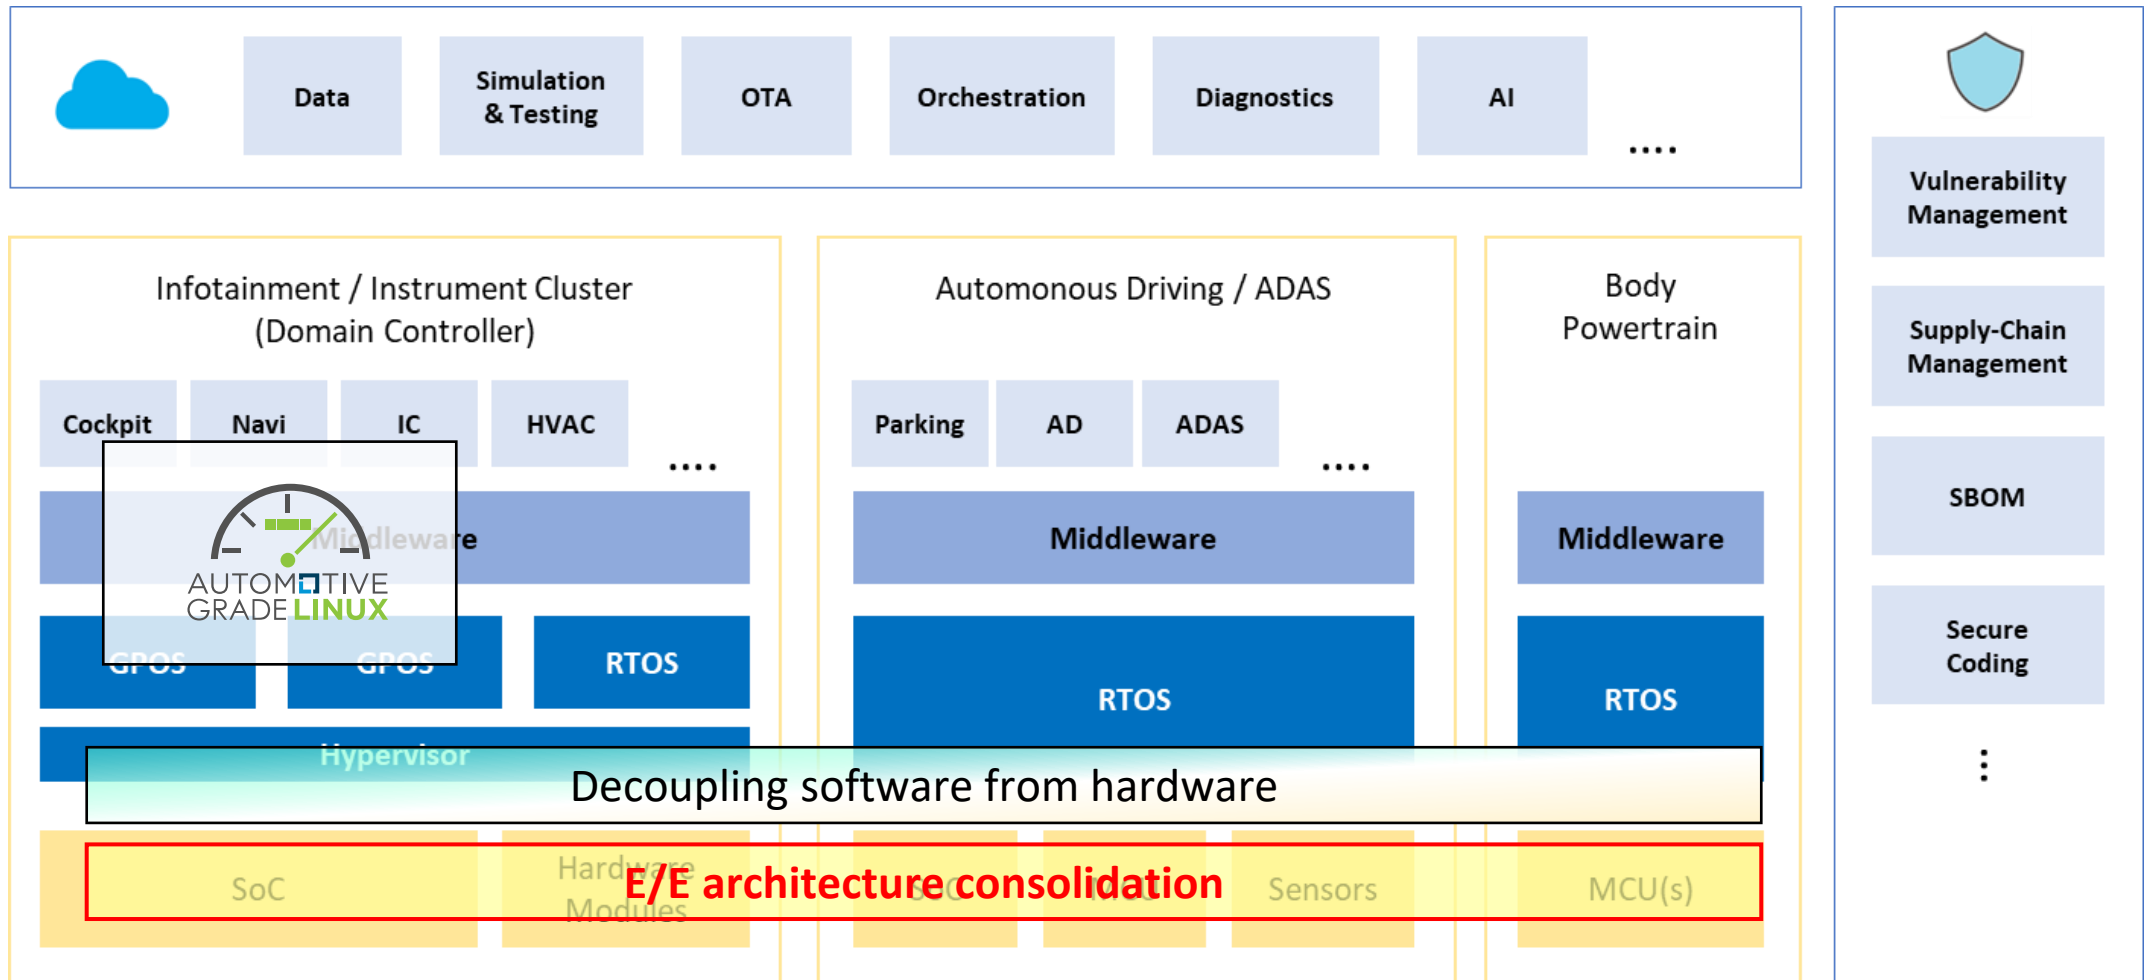 Data
Simulation
& Testing
OTA
Orchestration
Diagnostics
AI
....
Vulnerability
Management
Supply-Chain
Management
SBOM
Secure
Coding
⋮
Infotainment / Instrument Cluster
(Domain Controller)
Cockpit
Navi
IC
HVAC
....
Middleware
AUTOMOTIVE
GRADE LINUX
GPOS
GPOS
RTOS
Hypervisor
Automonous Driving / ADAS
Parking
AD
ADAS
....
Middleware
RTOS
Body
Powertrain
Middleware
RTOS
Decoupling software from hardware
E/E architecture consolidation
SoC
Hardware
Modules
SoC
MCU
Sensors
MCU(s)